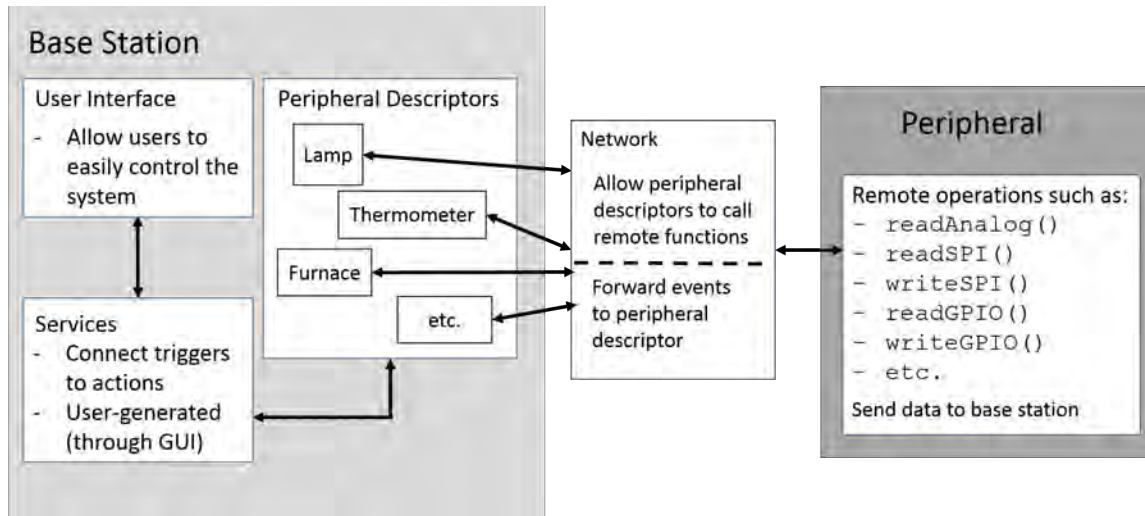 Base Station
User Interface
- Allow users to
easily control the
system
Services
- Connect triggers
to actions
- User-generated
(through GUI)
Peripheral Descriptors
Lamp
Thermometer
Furnace
etc.
Network
Allow peripheral
descriptors to call
remote functions
Forward events
to peripheral
descriptor
Peripheral
Remote operations such as:
- readAnalog()
- readSPI()
- writeSPI()
- readGPIO()
- writeGPIO()
- etc.
Send data to base station